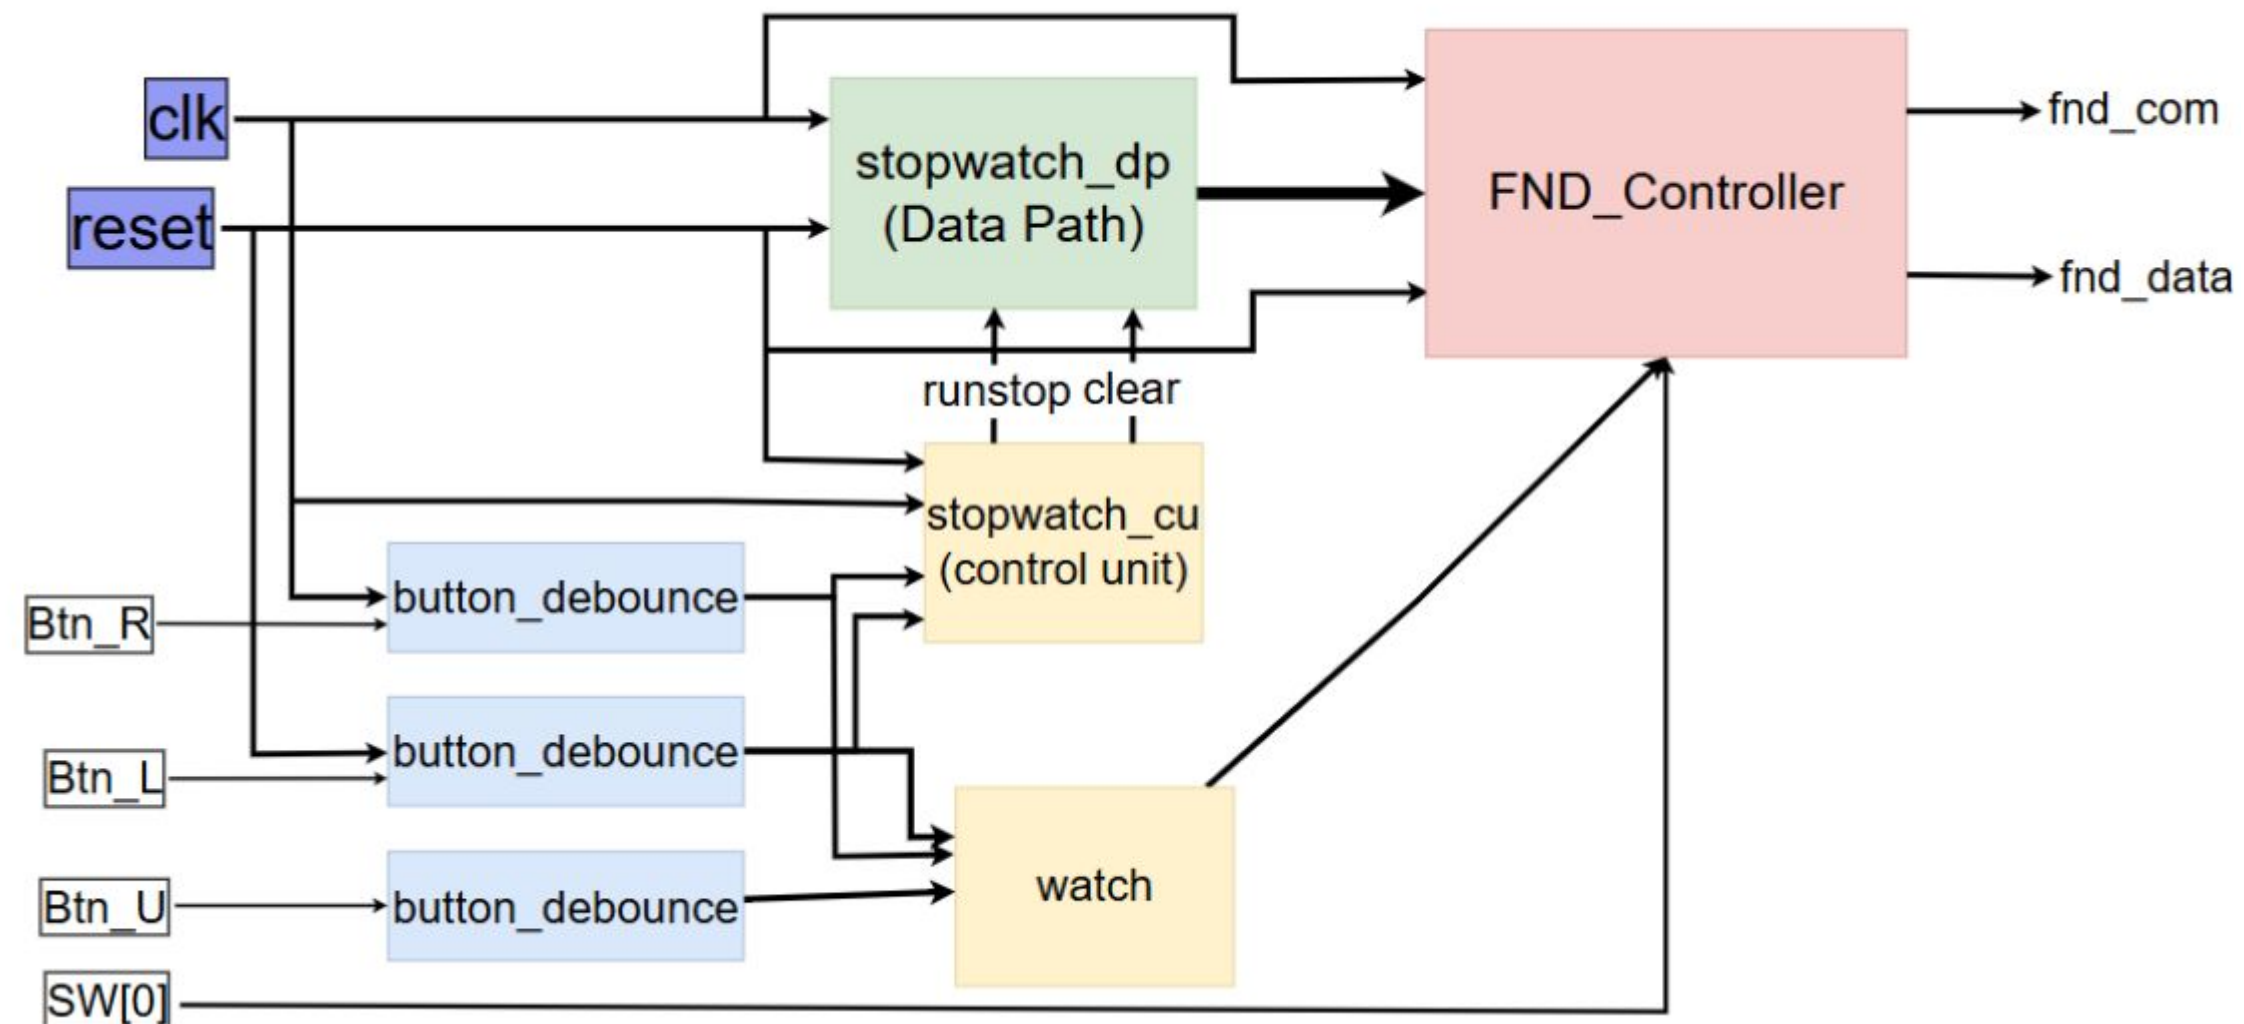 clk
reset
stopwatch_dp
(Data Path)
FND_Controller
fnd_com
fnd_data
runstop
clear
stopwatch_cu
(control unit)
Btn_R
button_debounce
Btn_L
button_debounce
Btn_U
button_debounce
watch
SW[0]